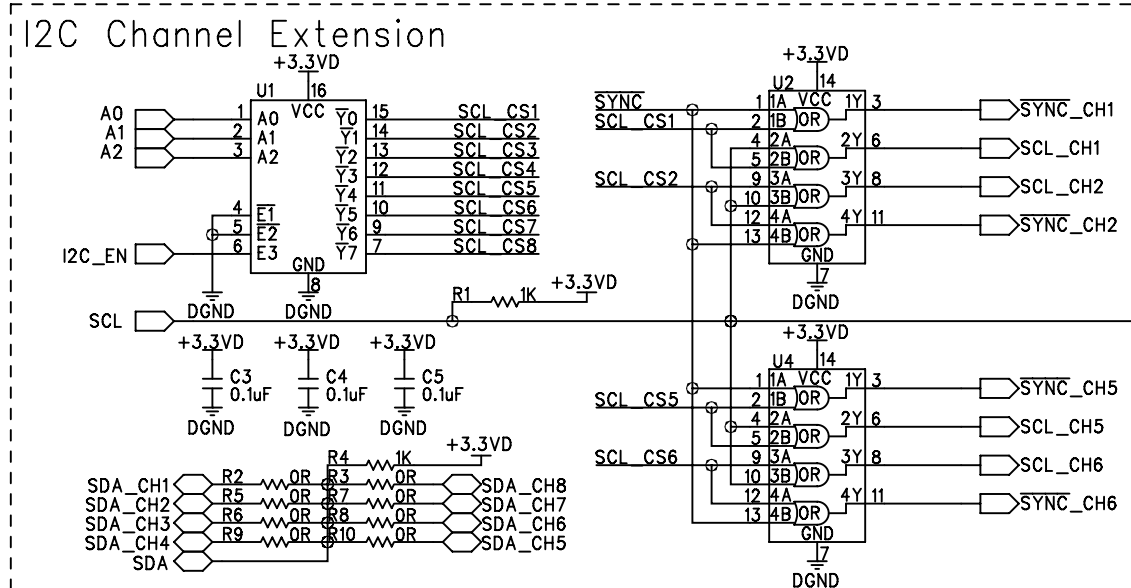 I2C Channel Extension
+3.3VD
U1
16
VCC
A0 1 A0 Y0 15 SCL_CS1
A1 2 A1 Y1 14 SCL_CS2
A2 3 A2 Y2 13 SCL_CS3
Y3 12 SCL_CS4
Y4 11 SCL_CS5
4 E1 Y5 10 SCL_CS6
5 E2 Y6 9 SCL_CS7
I2C_EN 6 E3 Y7 7 SCL_CS8
GND
8
DGND DGND
R1 1K +3.3VD
SCL
+3.3VD +3.3VD +3.3VD
C3 C4 C5
0.1uF 0.1uF 0.1uF
DGND DGND DGND
R4 1K +3.3VD
SDA_CH1 R2 0R R3 0R SDA_CH8
SDA_CH2 R5 0R R7 0R SDA_CH7
SDA_CH3 R6 0R R8 0R SDA_CH6
SDA_CH4 R9 0R R10 0R SDA_CH5
SDA
+3.3VD
U2 14
SYNC 1 1A VCC 1Y 3 SYNC_CH1
SCL_CS1 2 1B OR
4 2A 2Y 6 SCL_CH1
5 2B OR
SCL_CS2 9 3A 3Y 8 SCL_CH2
10 3B OR
12 4A 4Y 11 SYNC_CH2
13 4B OR
GND
7
DGND
+3.3VD
U4 14
1 1A VCC 1Y 3 SYNC_CH5
SCL_CS5 2 1B OR
4 2A 2Y 6 SCL_CH5
5 2B OR
SCL_CS6 9 3A 3Y 8 SCL_CH6
10 3B OR
12 4A 4Y 11 SYNC_CH6
13 4B OR
GND
7
DGND